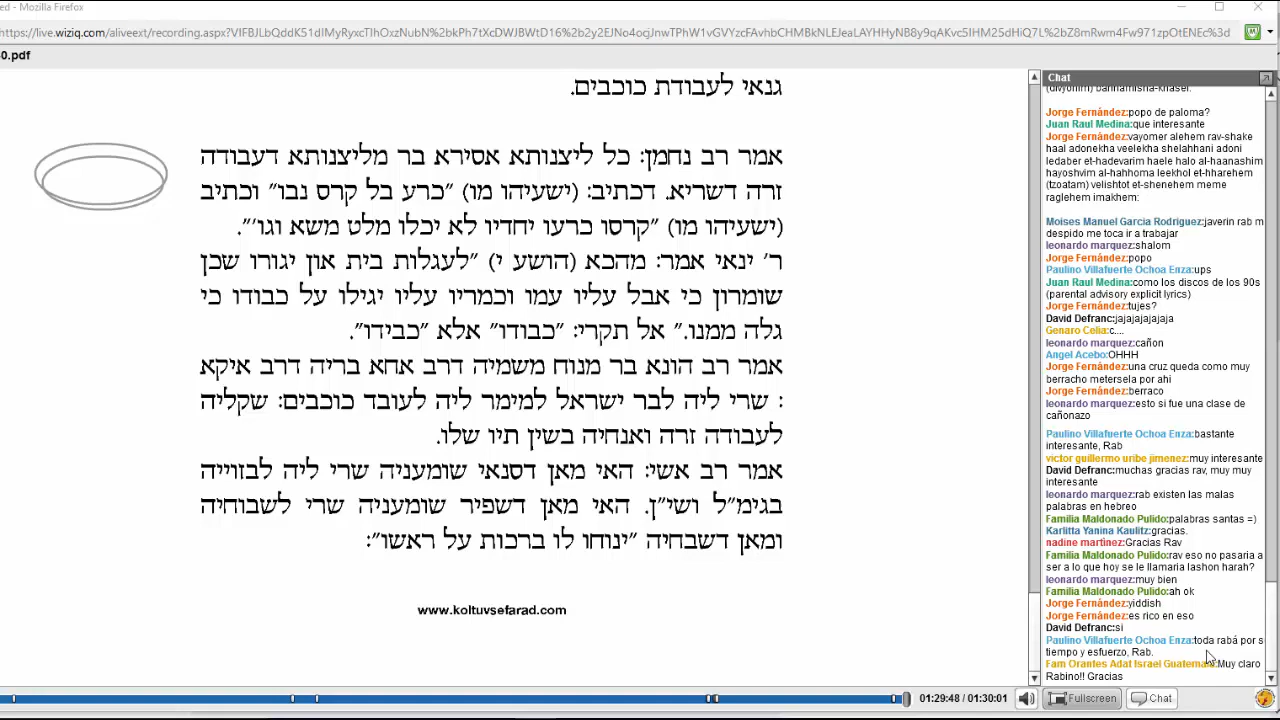 ed - Mozilla Firefox
0.pdf
גנאי לעבודת כוכבים.
אמר רב נחמן: כל ליצנותא אסירא בר מליצנותא דעבודה
זרה דשריא. דכתיב: (ישעיהו מו) "כרע בל קרס נבו" וכתיב
(ישעיהו מו) "קרסו כרעו יחדיו לא יכלו מלט משא וגו'".
ר' ינאי אמר: מהכא (הושע י) "לעגלות בית און יגורו שכן
שומרון כי אבל עליו עמו וכמריו עליו יגילו על כבודו כי
גלה ממנו." אל תקרי: "כבודו" אלא "כבידו".
אמר רב הונא בר מנוח משמיה דרב אחא בריה דרב איקא
: שרי ליה לבר ישראל למימר ליה לעובד כוכבים: שקליה
לעבודה זרה ואנחיה בשין תיו שלו.
אמר רב אשי: האי מאן דסנאי שומעניה שרי ליה לבזוייה
בגימ"ל ושי"ן. האי מאן דשפיר שומעניה שרי לשבוחיה
ומאן דשבחיה "ינוחו לו ברכות על ראשו":
www.koltuvsefarad.com
Chat
(divyonim) banhamisha-khasef.
Jorge Fernández:popo de paloma?
Juan Raul Medina:que interesante
Jorge Fernández:vayomer alehem rav-shake
haal adonekha veelekha shelahhani adoni
ledaber et-hadevarim haele halo al-haanashim
hayoshvim al-hahhoma leekhol et-hharehem
(tzoatam) velishtot et-shenehem meme
raglehem imakhem:
Moises Manuel Garcia Rodríguez:javerin rab m
despido me toca ir a trabajar
leonardo marquez:shalom
Jorge Fernández:popo
Paulino Villafuerte Ochoa Enza:ups
Juan Raul Medina:como los discos de los 90s
(parental advisory explicit lyrics)
Jorge Fernández:tujes?
David Defranc:jajajajajaja
Genaro Celia:c....
leonardo marquez:cañon
Angel Acebo:OHHH
Jorge Fernández:una cruz queda como muy
berracho metersela por ahi
Jorge Fernández:berraco
leonardo marquez:esto si fue una clase de
cañonazo
Paulino Villafuerte Ochoa Enza:bastante
interesante, Rab
victor guillermo uribe jimenez:muy interesante
David Defranc:muchas gracias rav, muy muy
interesante
leonardo marquez:rab existen las malas
palabras en hebreo
Familia Maldonado Pulido:palabras santas =)
Karlitta Yanina Kaulitz:gracias.
nadine martinez:Gracias Rav
Familia Maldonado Pulido:rav eso no pasaria a
ser a lo que hoy se le llamaria lashon harah?
leonardo marquez:muy bien
Familia Maldonado Pulido:ah ok
Jorge Fernández:yiddish
Jorge Fernández:es rico en eso
David Defranc:si
Paulino Villafuerte Ochoa Enza:toda rabá por s
tiempo y esfuerzo, Rab.
Fam Orantes Adat Israel Guatemala:Muy claro
Rabino!! Gracias
01:29:48 / 01:30:01
Fullscreen
Chat